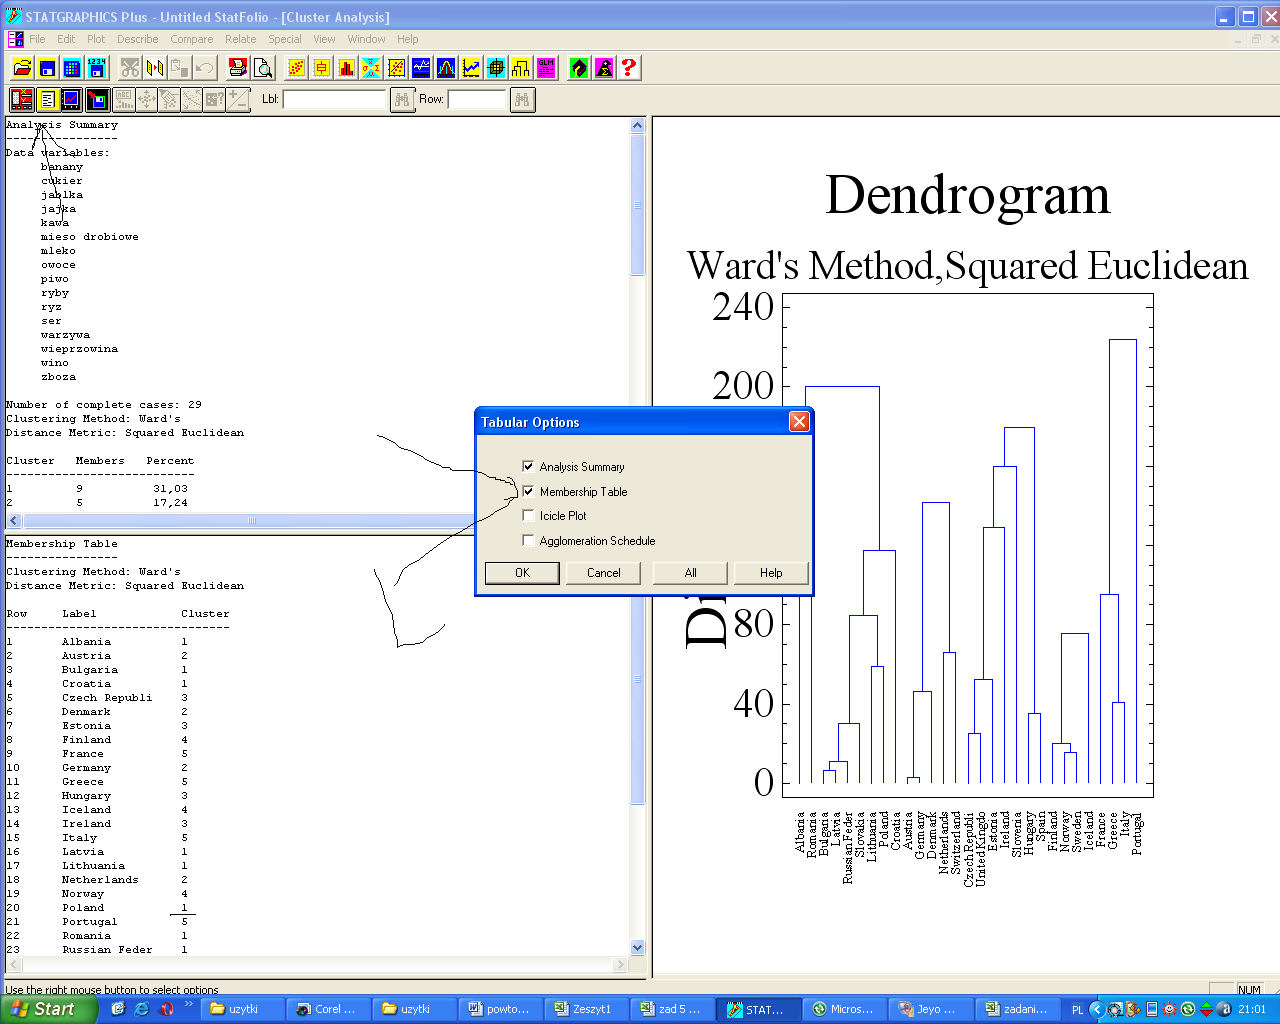 STATGRAPHICS Plus - Untitled StatFolio - [Cluster Analysis]
File Edit Plot Describe Compare Relate Special View Window Help
1234
GLM
Lbl: Row:
Analysis Summary
Data variables:
banany
cukier
jablka
jajka
kawa
mieso drobiowe
mleko
owoce
piwo
ryby
ryz
ser
warzywa
wieprzowina
wino
zboza
Number of complete cases: 29
Clustering Method: Ward's
Distance Metric: Squared Euclidean
Cluster Members Percent
1 9 31,03
2 5 17,24
Membership Table
Clustering Method: Ward's
Distance Metric: Squared Euclidean
Row Label Cluster
1 Albania 1
2 Austria 2
3 Bulgaria 1
4 Croatia 1
5 Czech Republi 3
6 Denmark 2
7 Estonia 3
8 Finland 4
9 France 5
10 Germany 2
11 Greece 5
12 Hungary 3
13 Iceland 4
14 Ireland 3
15 Italy 5
16 Latvia 1
17 Lithuania 1
18 Netherlands 2
19 Norway 4
20 Poland 1
21 Portugal 5
22 Romania 1
23 Russian Feder 1
Tabular Options
Analysis Summary
Membership Table
Icicle Plot
Agglomeration Schedule
OK Cancel All Help
Dendrogram
Ward's Method,Squared Euclidean
240
200
80
40
0
Albania
Romania
Bulgaria
Latvia
Russian Feder
Slovakia
Lithuania
Poland
Croatia
Austria
Germany
Denmark
Netherlands
Switzerland
Czech Republi
United Kingdo
Estonia
Ireland
Slovenia
Hungary
Spain
Finland
Norway
Sweden
Iceland
France
Greece
Italy
Portugal
Use the right mouse button to select options
NUM
Start uzytki Corel ... uzytki powto... Zeszyt1 zad 5 ... STAT... Micros... Jeyo ... zadani... PL 21:01